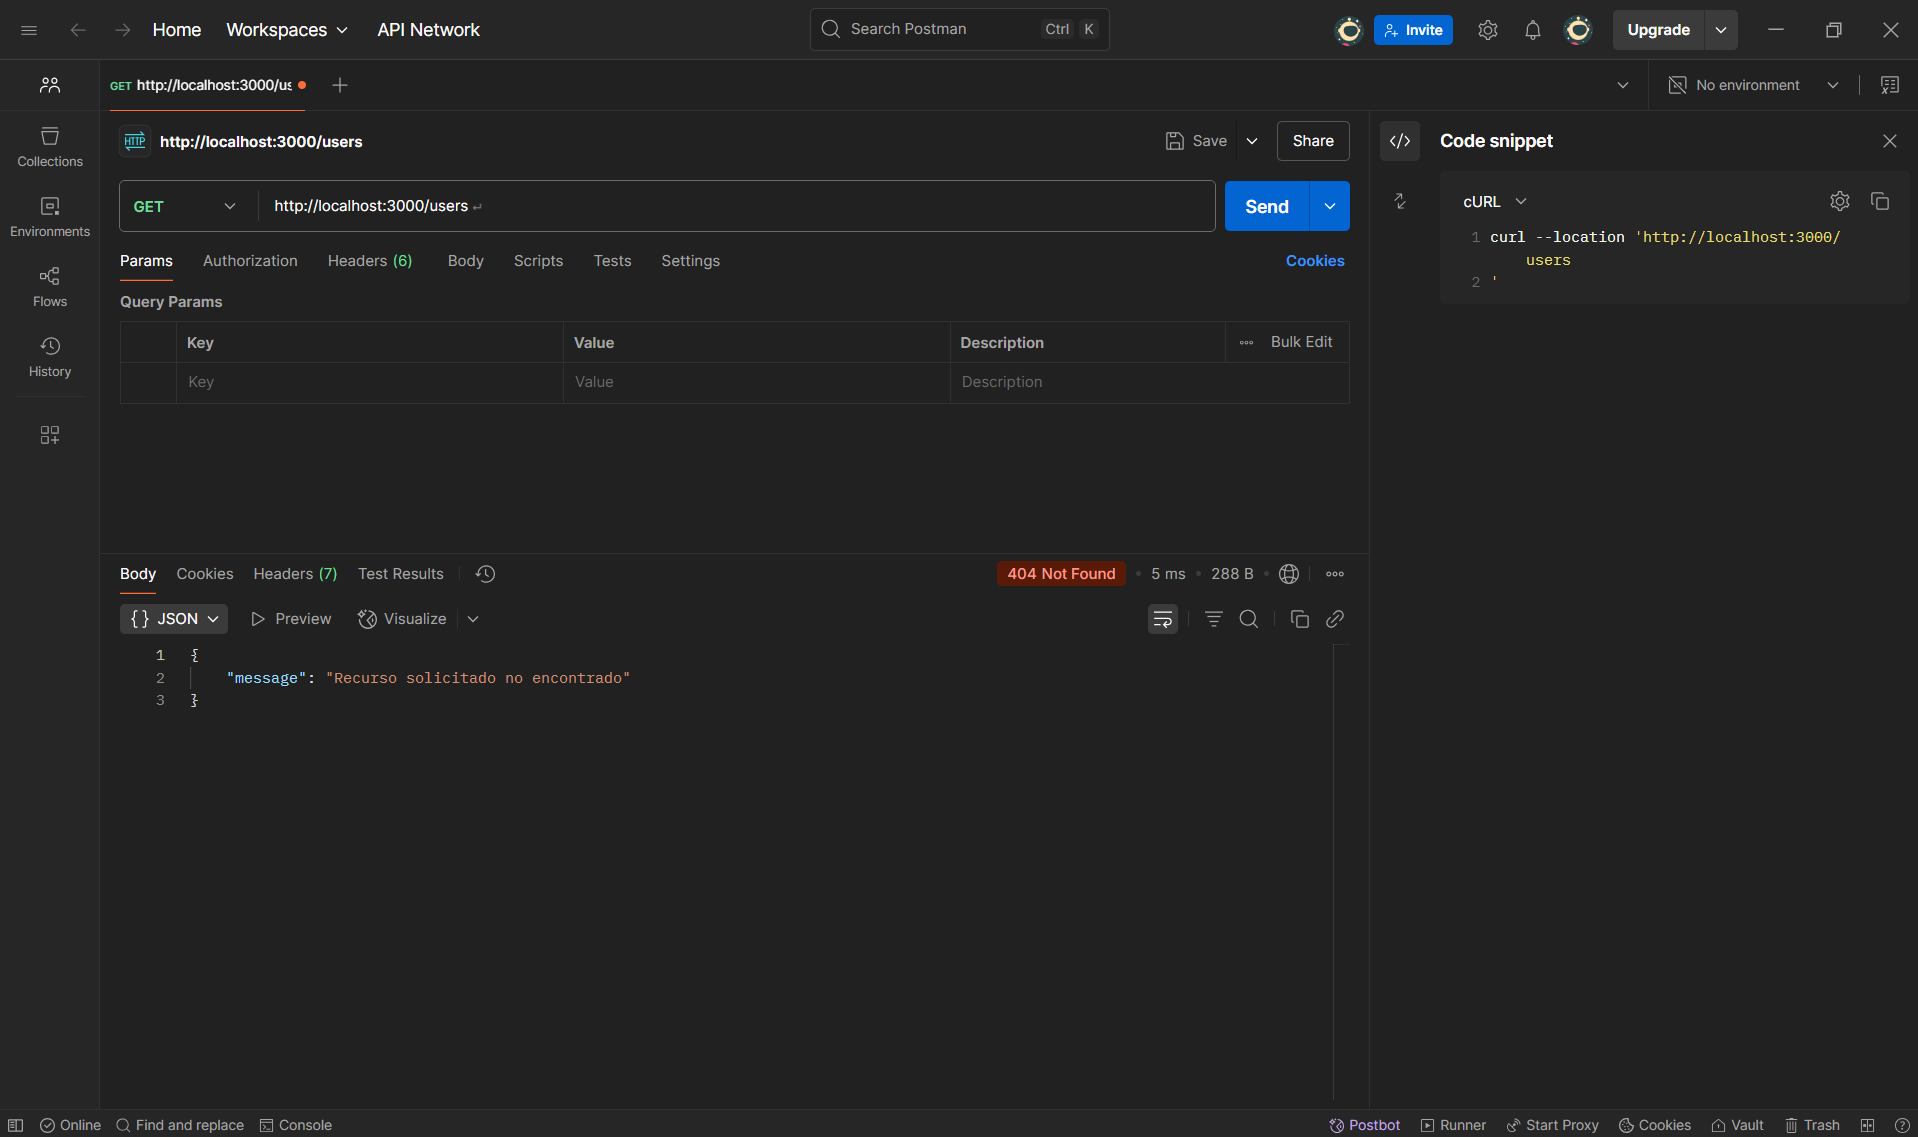 Home Workspaces API Network Search Postman Ctrl K Invite Upgrade
GET http://localhost:3000/us No environment
HTTP http://localhost:3000/users Save Share Code snippet
Collections
GET http://localhost:3000/users ↵ Send cURL
Environments
1 curl --location 'http://localhost:3000/
users
2 '
Params Authorization Headers (6) Body Scripts Tests Settings Cookies
Flows
Query Params
Key Value Description Bulk Edit
History
Key Value Description
Body Cookies Headers (7) Test Results 404 Not Found • 5 ms • 288 B •
{} JSON Preview Visualize
1 {
2 "message": "Recurso solicitado no encontrado"
3 }
Online Find and replace Console Postbot Runner Start Proxy Cookies Vault Trash